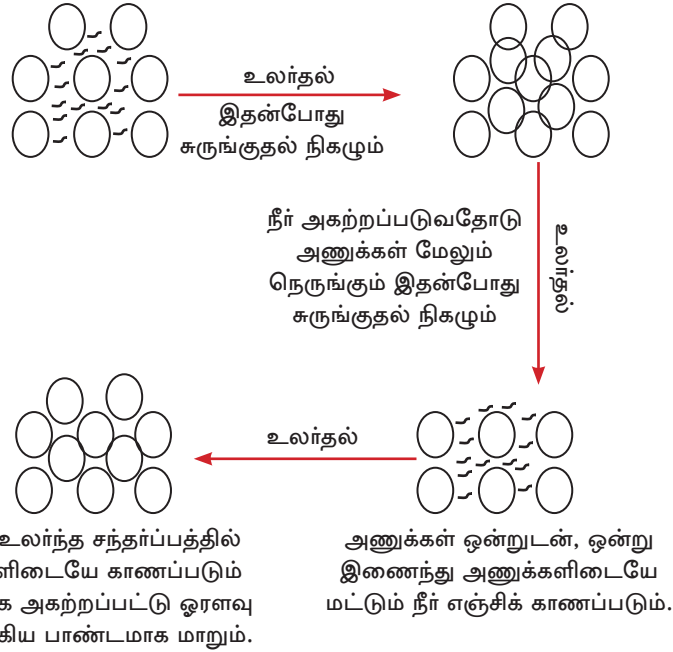 உலர்தல்
இதன்போது
சுருங்குதல் நிகழும்
நீர் அகற்றப்படுவதோடு
அணுக்கள் மேலும்
நெருங்கும் இதன்போது
சுருங்குதல் நிகழும்
உலர்தல்
உலர்தல்
உலர்ந்த சந்தர்ப்பத்தில்
ளிடையே காணப்படும்
க அகற்றப்பட்டு ஓரளவு
கிய பாண்டமாக மாறும்.
அணுக்கள் ஒன்றுடன், ஒன்று
இணைந்து அணுக்களிடையே
மட்டும் நீர் எஞ்சிக் காணப்படும்.